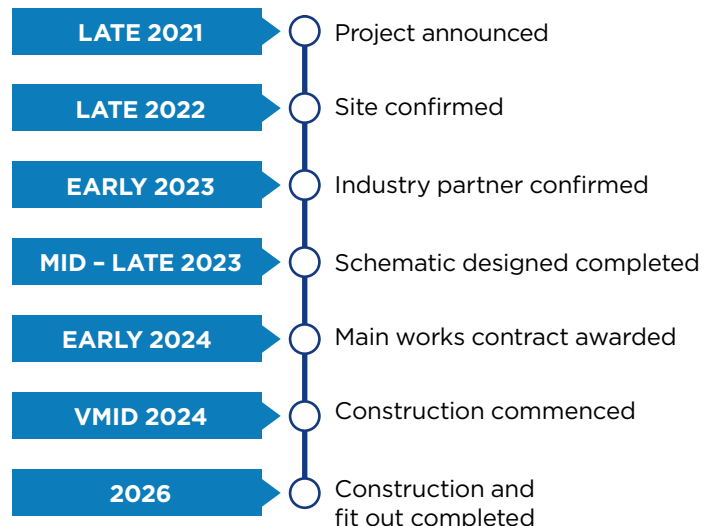 LATE 2021
Project announced
LATE 2022
Site confirmed
EARLY 2023
Industry partner confirmed
MID – LATE 2023
Schematic designed completed
EARLY 2024
Main works contract awarded
VMID 2024
Construction commenced
2026
Construction and
fit out completed